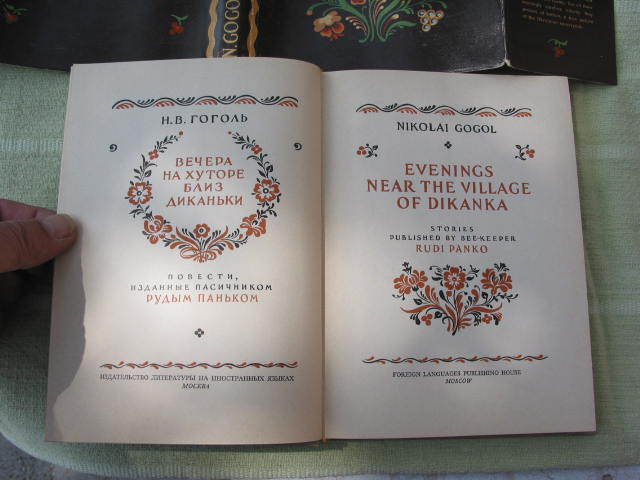 N. GOGOL
Н.В. ГОГОЛЬ
ВЕЧЕРА
НА ХУТОРЕ
БЛИЗ
ДИКАНЬКИ
ПОВЕСТИ,
ИЗДАННЫЕ ПАСИЧНИКОМ
РУДЫМ ПАНЬКОМ
ИЗДАТЕЛЬСТВО ЛИТЕРАТУРЫ НА ИНОСТРАННЫХ ЯЗЫКАХ
МОСКВА
NIKOLAI GOGOL
EVENINGS
NEAR THE VILLAGE
OF DIKANKA
STORIES
PUBLISHED BY BEE-KEEPER
RUDI PANKO
FOREIGN LANGUAGES PUBLISHING HOUSE
MOSCOW